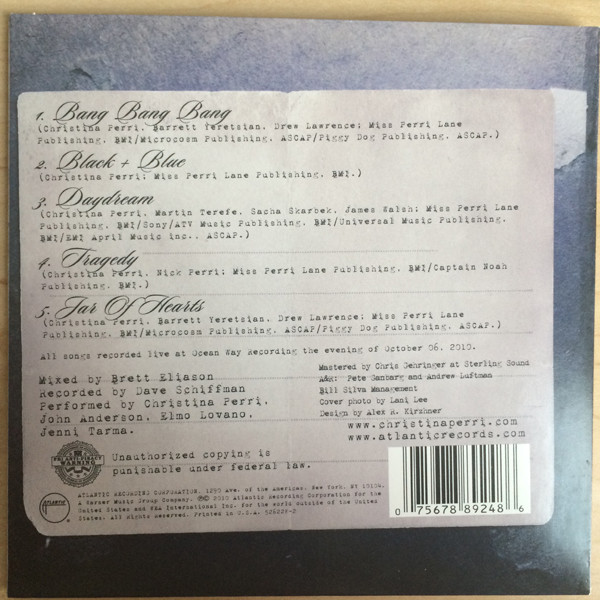 1. Bang Bang Bang
(Christina Perri, Barrett Yeretsian, Drew Lawrence; Miss Perri Lane
Publishing, BMI/Microcosm Publishing, ASCAP/Piggy Dog Publishing, ASCAP.)
2. Black + Blue
(Christina Perri; Miss Perri Lane Publishing, BMI.)
3. Daydream
(Christina Perri, Martin Terefe, Sacha Skarbek, James Walsh; Miss Perri Lane
Publishing, BMI/Sony/ATV Music Publishing, BMI/Universal Music Publishing,
BMI/EMI April Music inc., ASCAP.)
4. Tragedy
(Christina Perri, Nick Perri; Miss Perri Lane Publishing, BMI/Captain Noah
Publishing, BMI.)
5. Jar Of Hearts
(Christina Perri, Barrett Yeretsian, Drew Lawrence; Miss Perri Lane
Publishing, BMI/Microcosm Publishing, ASCAP/Piggy Dog Publishing, ASCAP.)
All songs recorded live at Ocean Way Recording the evening of October 06, 2010.
Mixed by Brett Eliason
Recorded by Dave Schiffman
Performed by Christina Perri,
John Anderson, Elmo Lovano,
Jenni Tarma.
Mastered by Chris Gehringer at Sterling Sound
A&R: Pete Ganbarg and Andrew Luftman
Bill Silva Management
Cover photo by Lani Lee
Design by Alex R. Kirzhner
www.christinaperri.com
www.atlanticrecords.com
FBI ANTI-PIRACY
WARNING
Unauthorized copying is
punishable under federal law.
ATLANTIC
ATLANTIC RECORDING CORPORATION, 1290 Ave. of the Americas, New York, NY 10104.
A Warner Music Group Company. ℗© 2010 Atlantic Recording Corporation for the
United States and WEA International Inc. for the world outside of the United
States. All Rights Reserved. Printed in U.S.A.
0 75678 89248 6